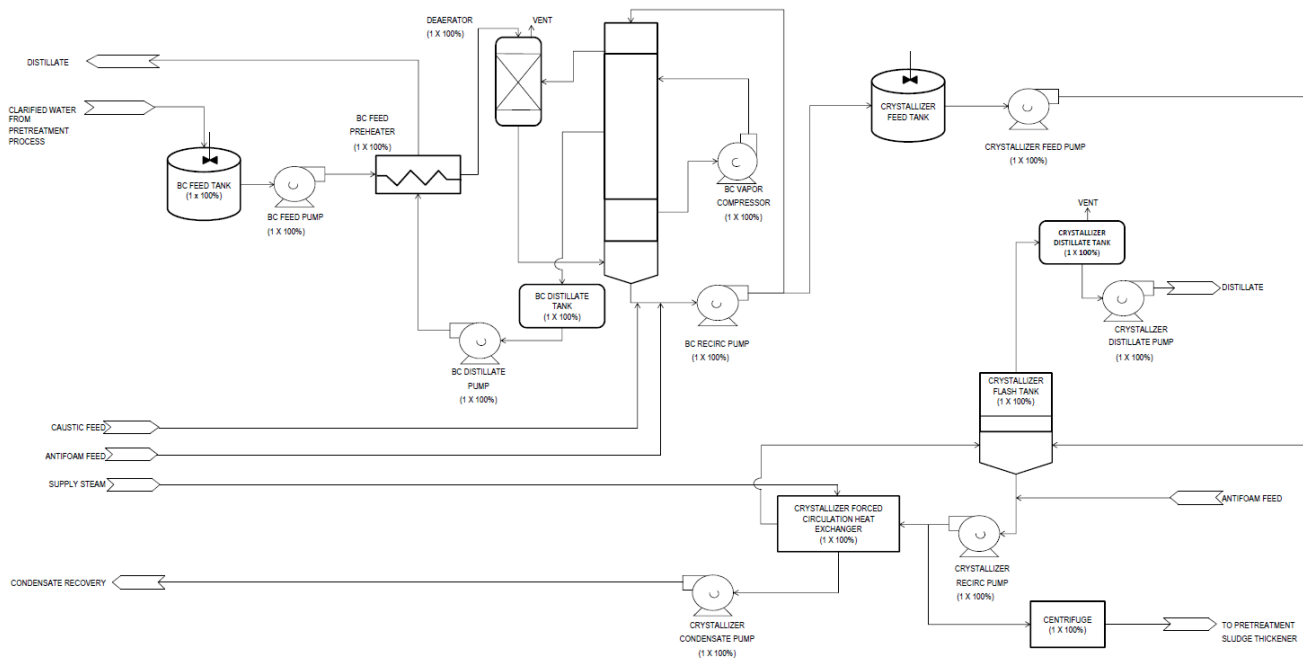 DEAERATOR
(1 X 100%)
VENT
DISTILLATE
CLARIFIED WATER
FROM
PRETREATMENT
PROCESS
BC FEED TANK
(1 x 100%)
BC FEED PUMP
(1 X 100%)
BC FEED
PREHEATER
(1 X 100%)
BC VAPOR
COMPRESSOR
(1 X 100%)
CRYSTALLIZER
FEED TANK
CRYSTALLIZER FEED PUMP
(1 X 100%)
VENT
CRYSTALLIZER
DISTILLATE TANK
(1 X 100%)
DISTILLATE
CRYSTALLIZER
DISTILLATE PUMP
(1 X 100%)
BC DISTILLATE
TANK
(1 X 100%)
BC RECIRC PUMP
(1 X 100%)
BC DISTILLATE
PUMP
(1 X 100%)
CRYSTALLIZER
FLASH TANK
(1 X 100%)
CAUSTIC FEED
ANTIFOAM FEED
SUPPLY STEAM
ANTIFOAM FEED
CRYSTALLIZER FORCED
CIRCULATION HEAT
EXCHANGER
(1 X 100%)
CRYSTALLIZER
RECIRC PUMP
(1 X 100%)
CONDENSATE RECOVERY
CRYSTALLIZER
CONDENSATE PUMP
(1 X 100%)
CENTRIFUGE
(1 X 100%)
TO PRETREATMENT
SLUDGE THICKENER